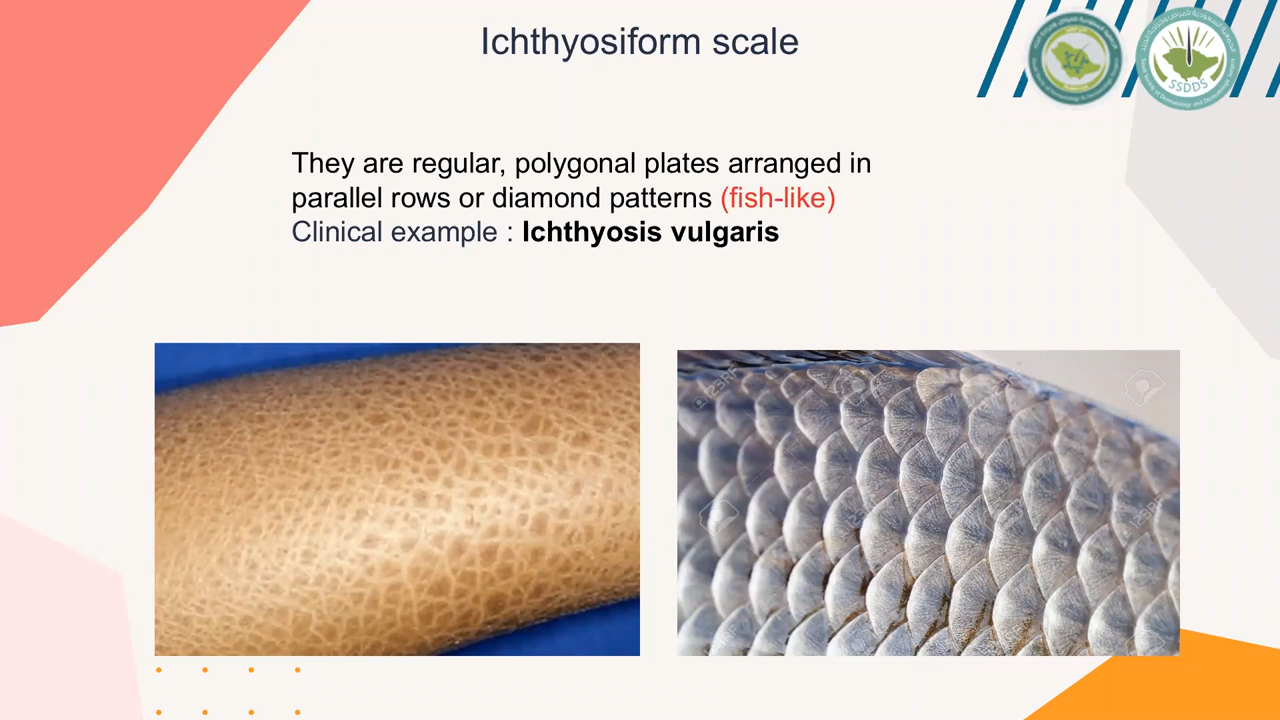 Ichthyosiform scale
SSDDS
They are regular, polygonal plates arranged in
parallel rows or diamond patterns (fish-like)
Clinical example : Ichthyosis vulgaris
123RF